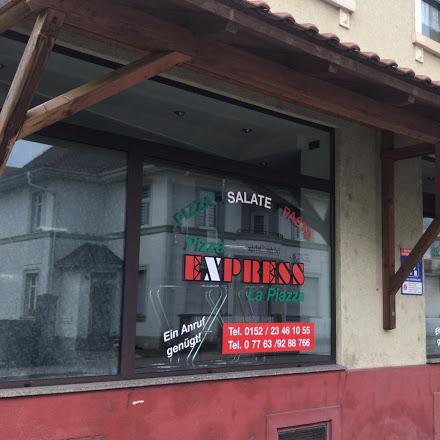 PIZZA SALATE PASTA
Pizza
EXPRESS
La Piazza
Ein Anruf
genügt!
Tel. 0152 / 23 46 10 55
Tel. 0 77 63 /92 88 766